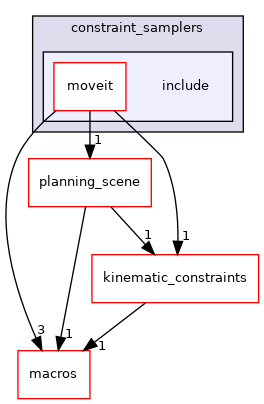 constraint_samplers
moveit
include
1
planning_scene
1
1
kinematic_constraints
3
1
1
macros